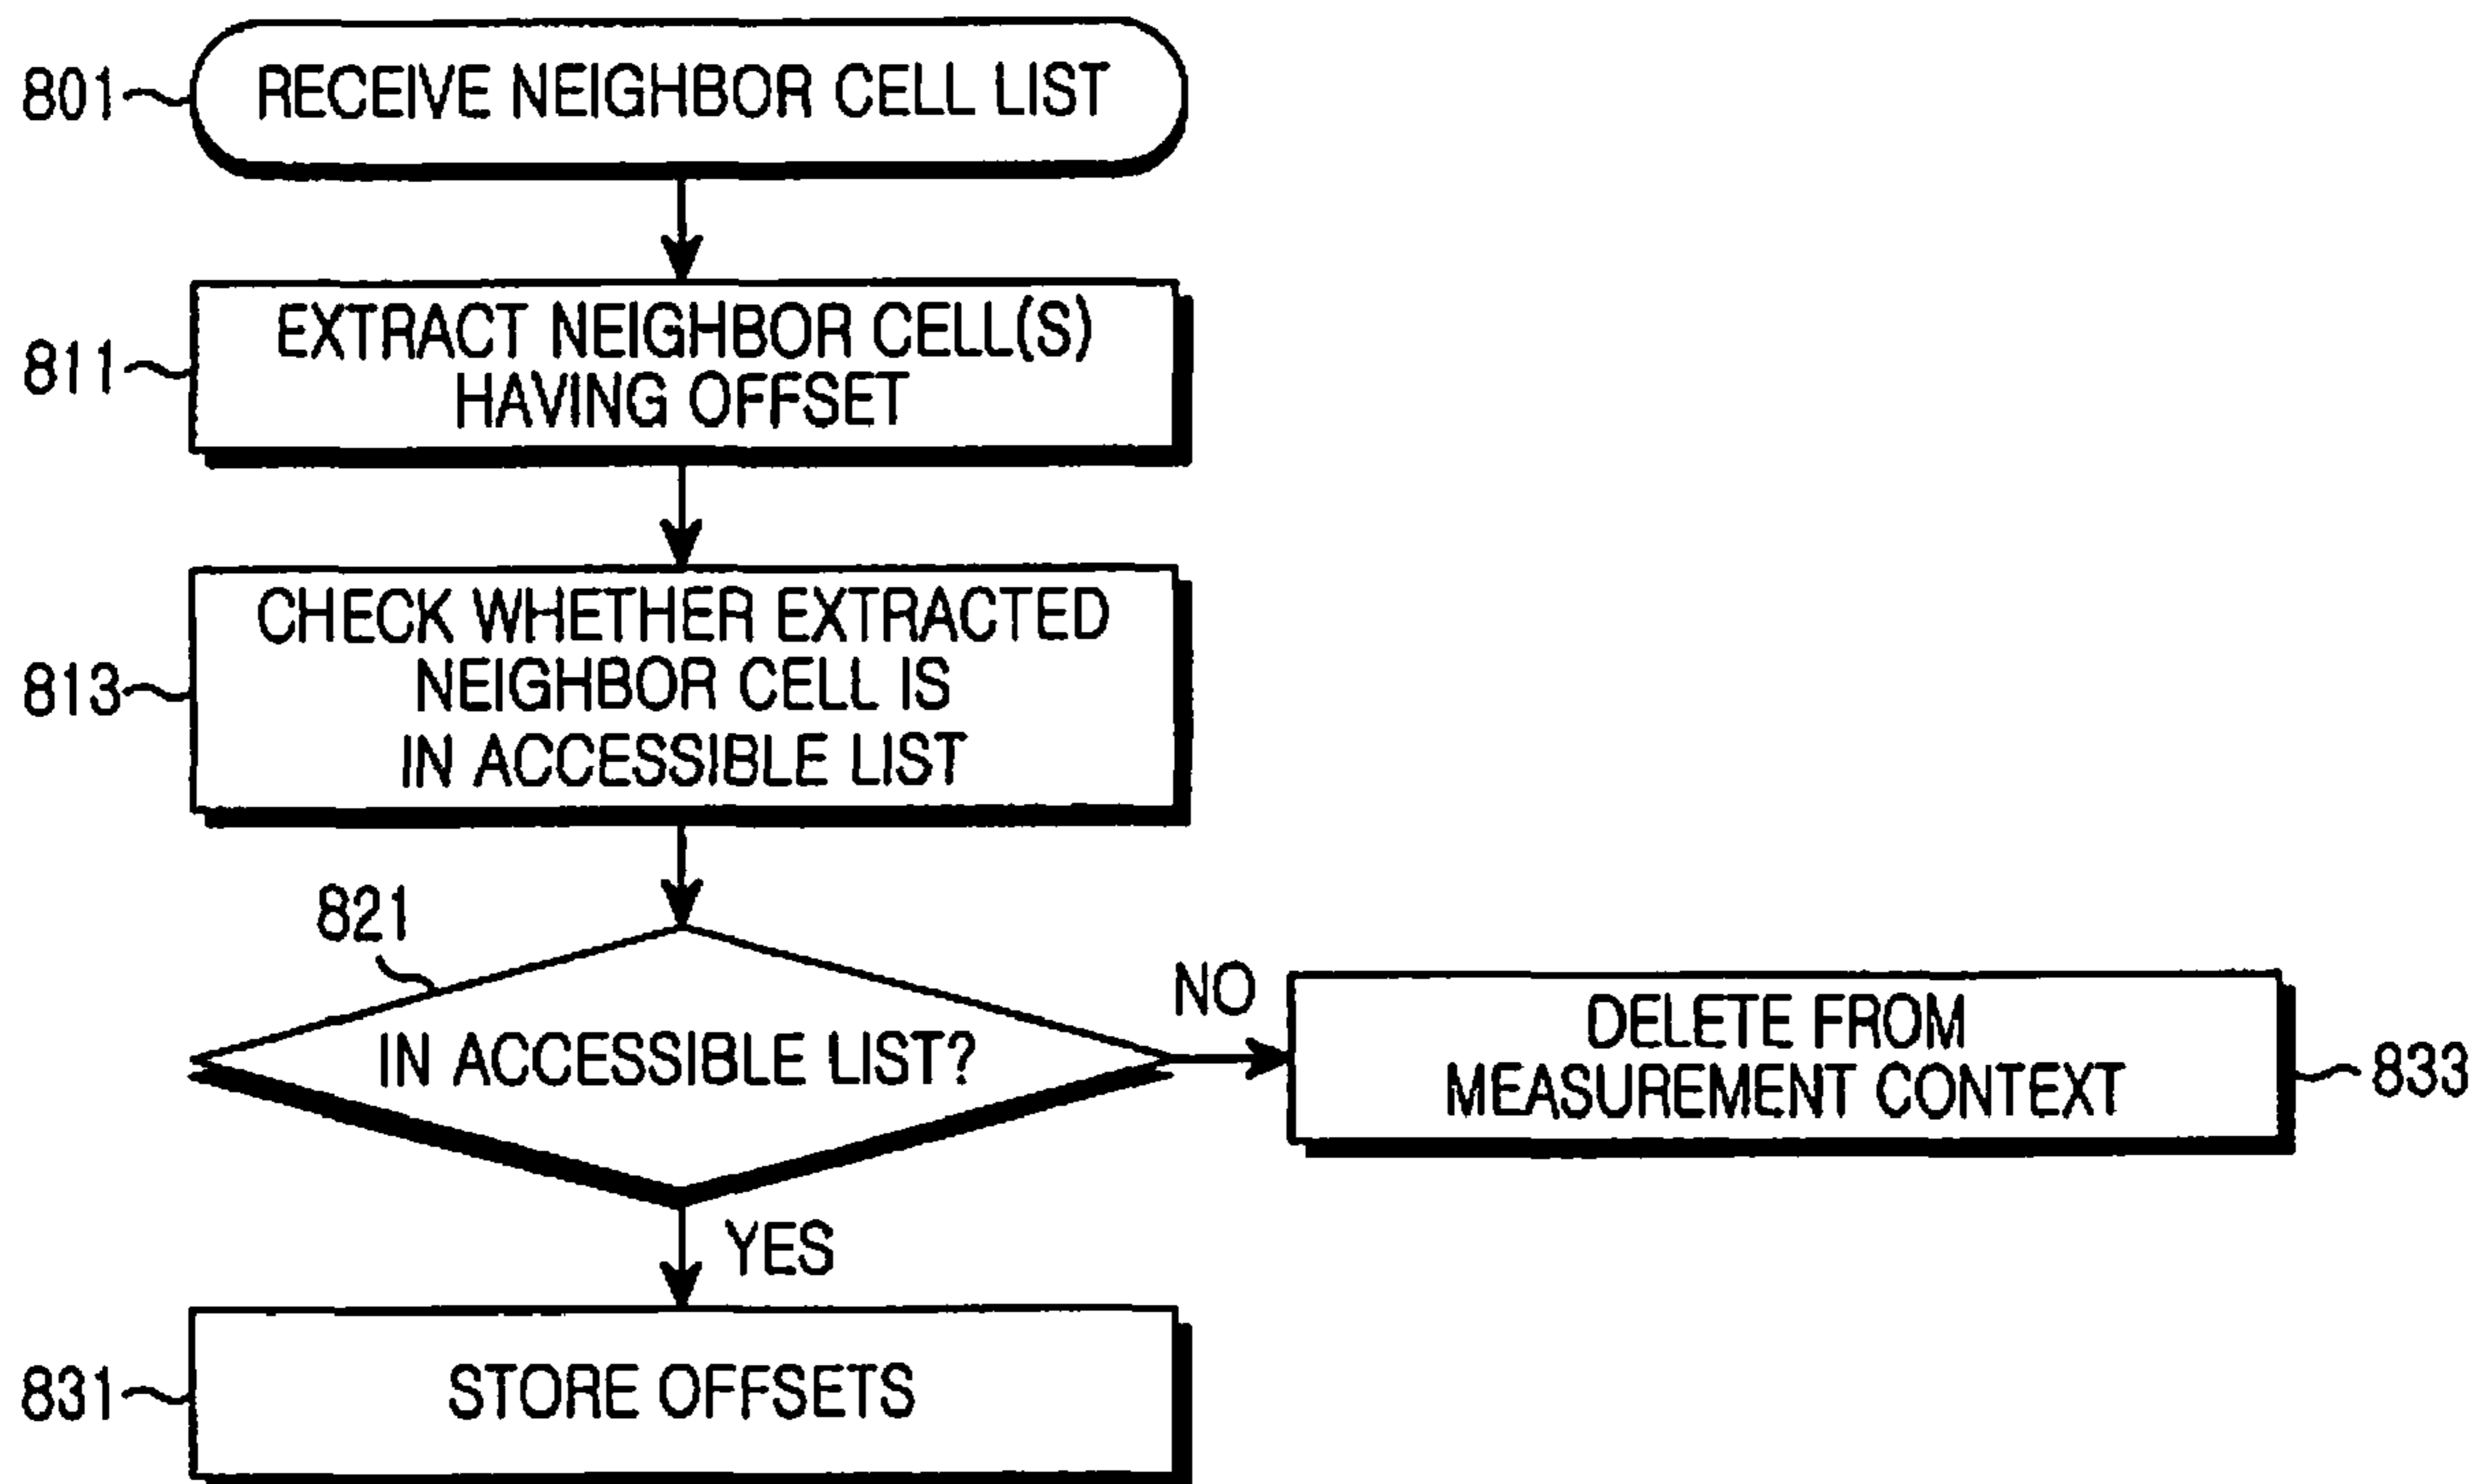 801
RECEIVE NEIGHBOR CELL LIST
811
EXTRACT NEIGHBOR CELL(S)
HAVING OFFSET
813
CHECK WHETHER EXTRACTED
NEIGHBOR CELL IS
IN ACCESSIBLE LIST
821
IN ACCESSIBLE LIST?
NO
DELETE FROM
MEASUREMENT CONTEXT
833
YES
831
STORE OFFSETS